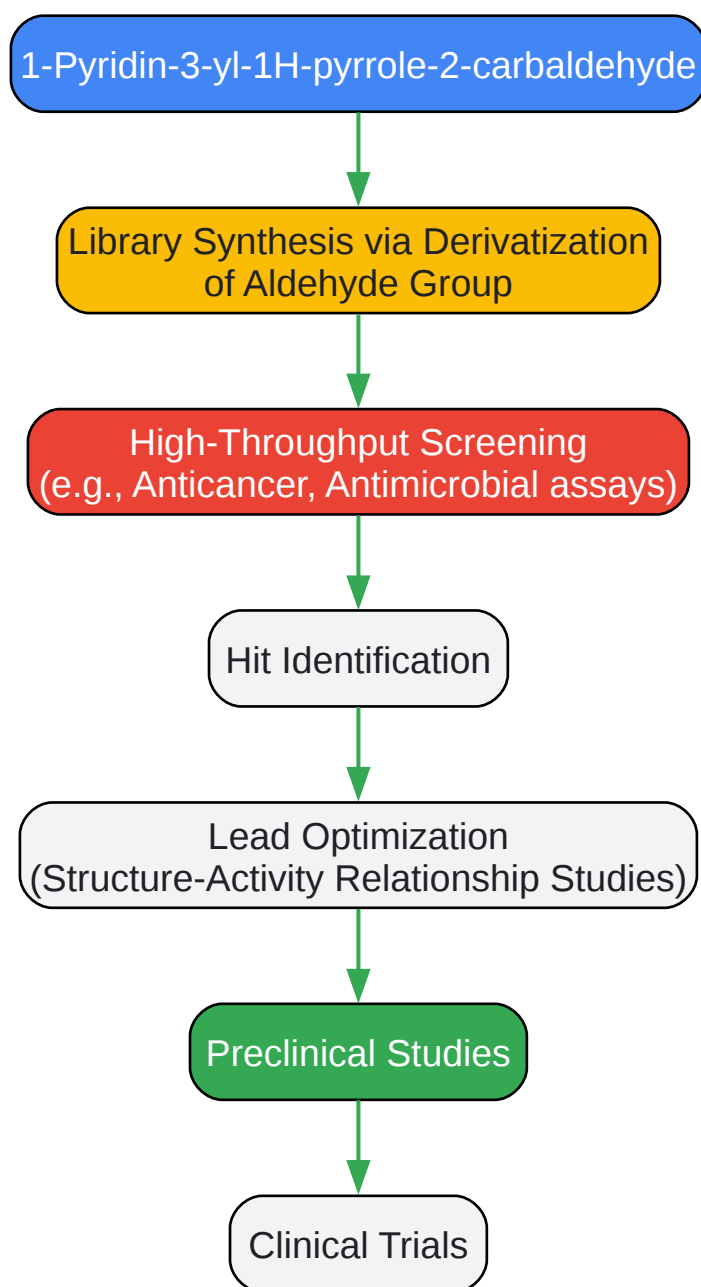 1-Pyridin-3-yl-1H-pyrrole-2-carbaldehyde
Library Synthesis via Derivatization
of Aldehyde Group
High-Throughput Screening
(e.g., Anticancer, Antimicrobial assays)
Hit Identification
Lead Optimization
(Structure-Activity Relationship Studies)
Preclinical Studies
Clinical Trials